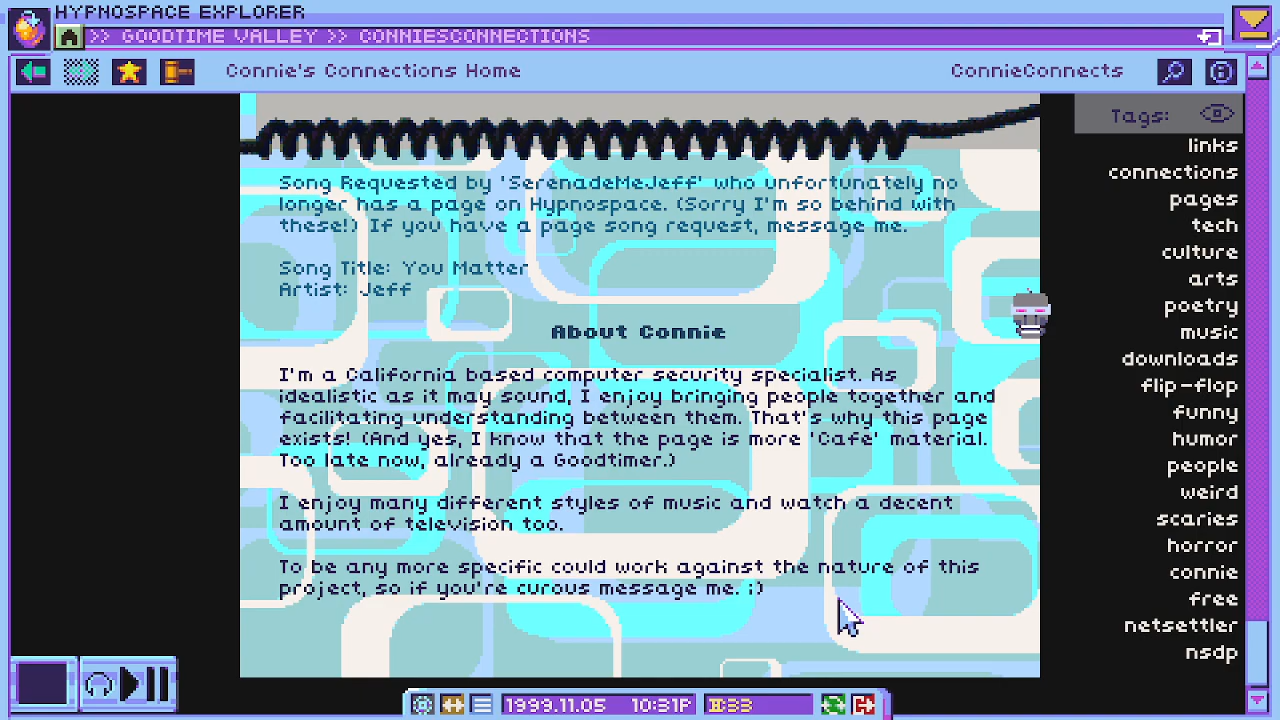 HYPNOSPACE EXPLORER
>> GOODTIME VALLEY >> CONNIESCONNECTIONS
Connie's Connections Home
ConnieConnects
Song Requested by 'SerenadeMeJeff' who unfortunately no
longer has a page on Hypnospace. (Sorry I'm so behind with
these!) If you have a page song request, message me.
Song Title: You Matter
Artist: Jeff
About Connie
I'm a California based computer security specialist. As
idealistic as it may sound, I enjoy bringing people together and
facilitating understanding between them. That's why this page
exists! (And yes, I know that the page is more 'Cafe' material.
Too late now, already a Goodtimer.)
I enjoy many different styles of music and watch a decent
amount of television too.
To be any more specific could work against the nature of this
project, so if you're curous message me. :)
Tags:
links
connections
pages
tech
culture
arts
poetry
music
downloads
flip-flop
funny
humor
people
weird
scaries
horror
connie
free
netsettler
nsdp
1999.11.05 10:31P